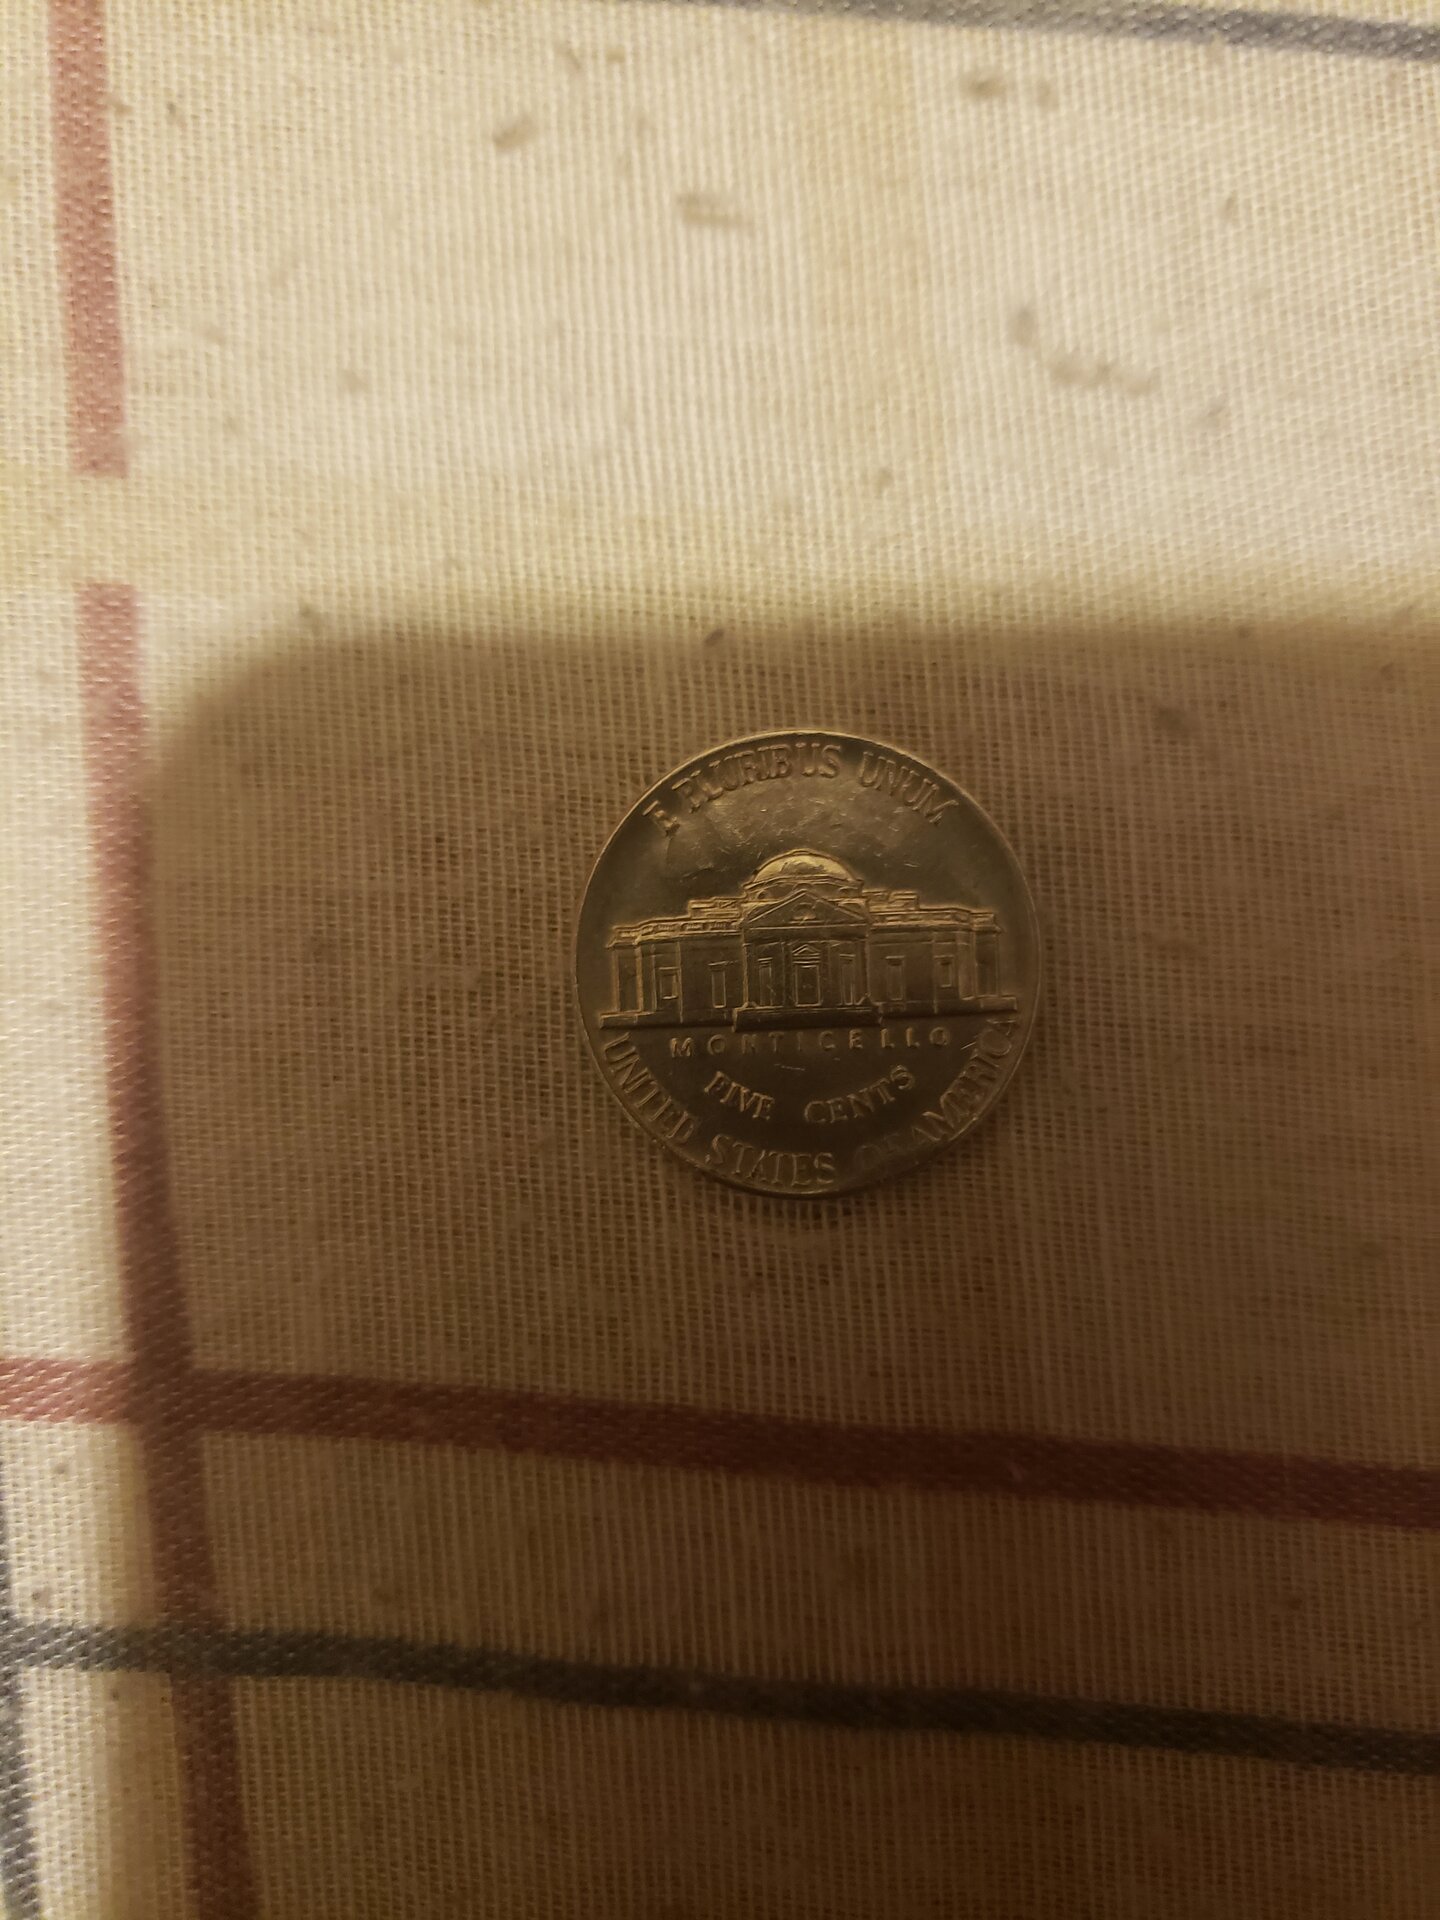 E PLURIBUS UNUM
MONTICELLO
FIVE CENTS
UNITED STATES OF AMERICA